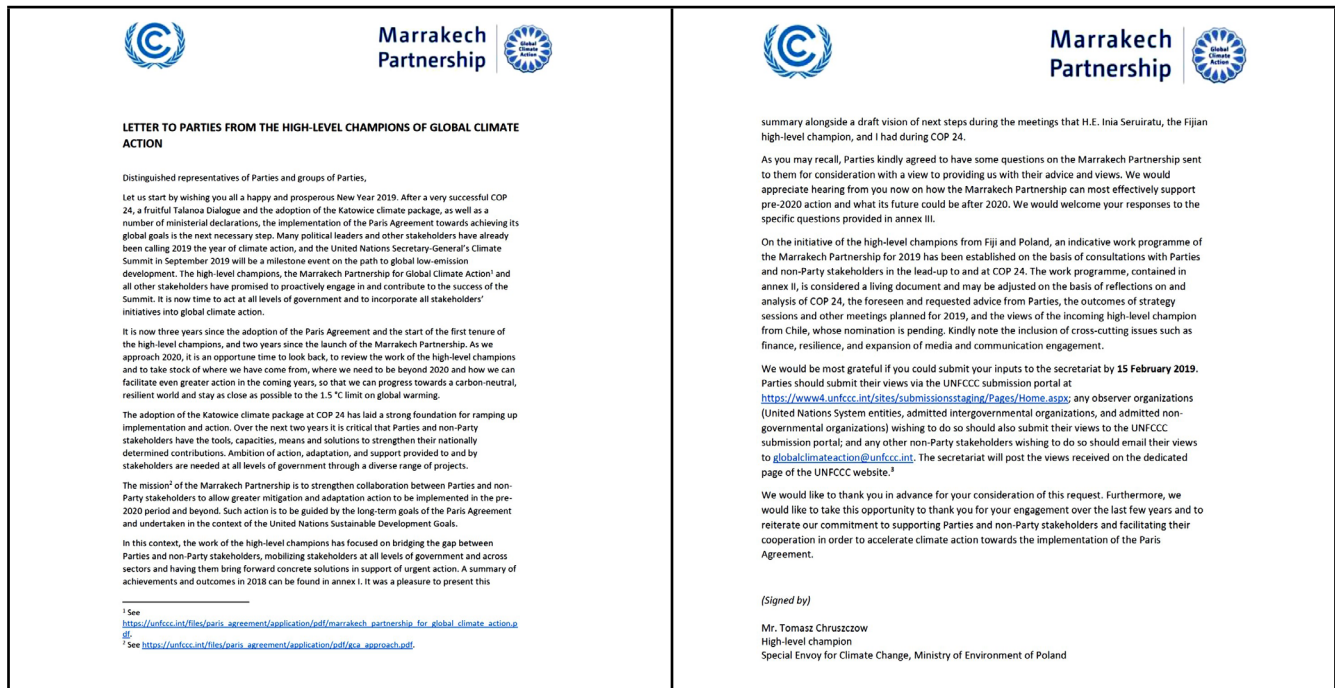 Marrakech
Partnership
Global
Climate
Action
LETTER TO PARTIES FROM THE HIGH-LEVEL CHAMPIONS OF GLOBAL CLIMATE
ACTION
Distinguished representatives of Parties and groups of Parties,
Let us start by wishing you all a happy and prosperous New Year 2019. After a very successful COP
24, a fruitful Talanoa Dialogue and the adoption of the Katowice climate package, as well as a
number of ministerial declarations, the implementation of the Paris Agreement towards achieving its
global goals is the next necessary step. Many political leaders and other stakeholders have already
been calling 2019 the year of climate action, and the United Nations Secretary-General's Climate
Summit in September 2019 will be a milestone event on the path to global low-emission
development. The high-level champions, the Marrakech Partnership for Global Climate Action¹ and
all other stakeholders have promised to proactively engage in and contribute to the success of the
Summit. It is now time to act at all levels of government and to incorporate all stakeholders'
initiatives into global climate action.
It is now three years since the adoption of the Paris Agreement and the start of the first tenure of
the high-level champions, and two years since the launch of the Marrakech Partnership. As we
approach 2020, it is an opportune time to look back, to review the work of the high-level champions
and to take stock of where we have come from, where we need to be beyond 2020 and how we can
facilitate even greater action in the coming years, so that we can progress towards a carbon-neutral,
resilient world and stay as close as possible to the 1.5 °C limit on global warming.
The adoption of the Katowice climate package at COP 24 has laid a strong foundation for ramping up
implementation and action. Over the next two years it is critical that Parties and non-Party
stakeholders have the tools, capacities, means and solutions to strengthen their nationally
determined contributions. Ambition of action, adaptation, and support provided to and by
stakeholders are needed at all levels of government through a diverse range of projects.
The mission² of the Marrakech Partnership is to strengthen collaboration between Parties and non-
Party stakeholders to allow greater mitigation and adaptation action to be implemented in the pre-
2020 period and beyond. Such action is to be guided by the long-term goals of the Paris Agreement
and undertaken in the context of the United Nations Sustainable Development Goals.
In this context, the work of the high-level champions has focused on bridging the gap between
Parties and non-Party stakeholders, mobilizing stakeholders at all levels of government and across
sectors and having them bring forward concrete solutions in support of urgent action. A summary of
achievements and outcomes in 2018 can be found in annex I. It was a pleasure to present this
¹ See
https://unfccc.int/files/paris_agreement/application/pdf/marrakech_partnership_for_global_climate_action.p
df.
² See https://unfccc.int/files/paris_agreement/application/pdf/gca_approach.pdf.
Marrakech
Partnership
Global
Climate
Action
summary alongside a draft vision of next steps during the meetings that H.E. Inia Seruiratu, the Fijian
high-level champion, and I had during COP 24.
As you may recall, Parties kindly agreed to have some questions on the Marrakech Partnership sent
to them for consideration with a view to providing us with their advice and views. We would
appreciate hearing from you now on how the Marrakech Partnership can most effectively support
pre-2020 action and what its future could be after 2020. We would welcome your responses to the
specific questions provided in annex III.
On the initiative of the high-level champions from Fiji and Poland, an indicative work programme of
the Marrakech Partnership for 2019 has been established on the basis of consultations with Parties
and non-Party stakeholders in the lead-up to and at COP 24. The work programme, contained in
annex II, is considered a living document and may be adjusted on the basis of reflections on and
analysis of COP 24, the foreseen and requested advice from Parties, the outcomes of strategy
sessions and other meetings planned for 2019, and the views of the incoming high-level champion
from Chile, whose nomination is pending. Kindly note the inclusion of cross-cutting issues such as
finance, resilience, and expansion of media and communication engagement.
We would be most grateful if you could submit your inputs to the secretariat by 15 February 2019.
Parties should submit their views via the UNFCCC submission portal at
https://www4.unfccc.int/sites/submissionsstaging/Pages/Home.aspx; any observer organizations
(United Nations System entities, admitted intergovernmental organizations, and admitted non-
governmental organizations) wishing to do so should also submit their views to the UNFCCC
submission portal; and any other non-Party stakeholders wishing to do so should email their views
to globalclimateaction@unfccc.int. The secretariat will post the views received on the dedicated
page of the UNFCCC website.³
We would like to thank you in advance for your consideration of this request. Furthermore, we
would like to take this opportunity to thank you for your engagement over the last few years and to
reiterate our commitment to supporting Parties and non-Party stakeholders and facilitating their
cooperation in order to accelerate climate action towards the implementation of the Paris
Agreement.
(Signed by)
Mr. Tomasz Chruszczow
High-level champion
Special Envoy for Climate Change, Ministry of Environment of Poland